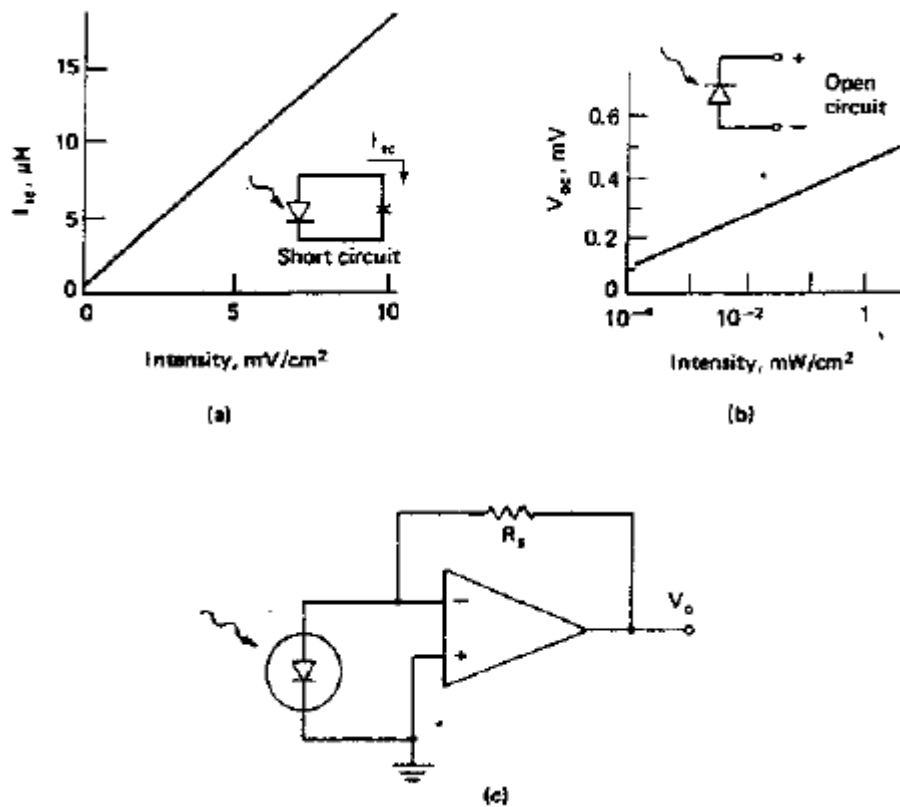 15
10
5
0
I_sc, μM
I_sc
Short circuit
0
5
10
Intensity, mV/cm²
(a)
0.6
0.4
0.2
0
V_oc, mV
+
Open
circuit
−
10⁻⁴
10⁻²
1
Intensity, mW/cm²
(b)
R_s
V_o
−
+
(c)